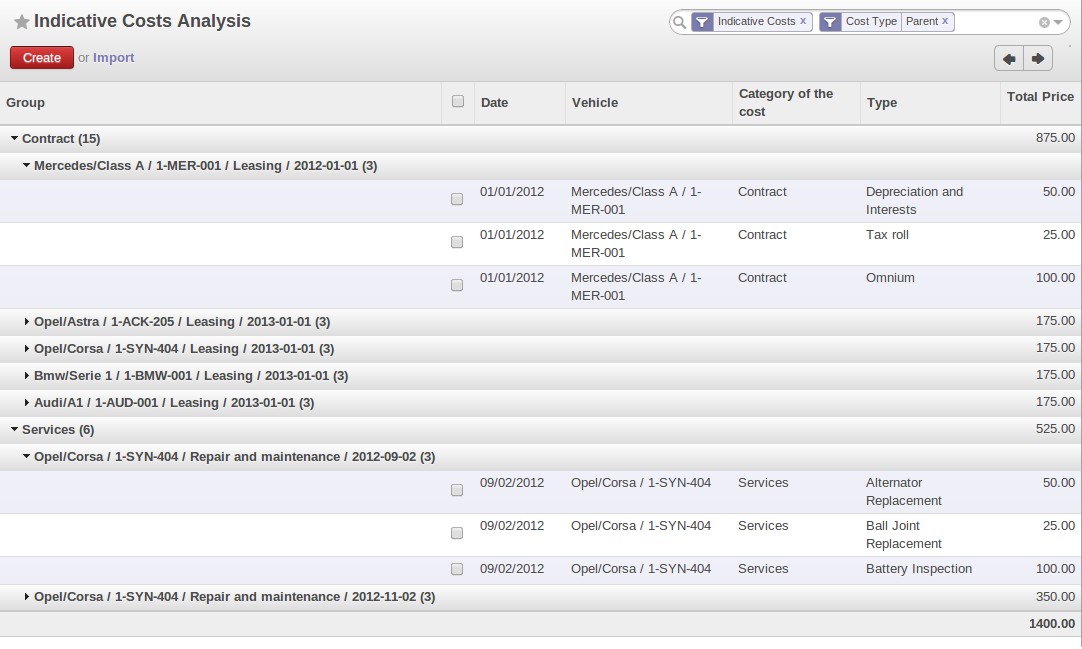 Indicative Costs Analysis
Indicative Costs x
Cost Type Parent x
Create or Import
Group Date Vehicle Category of the cost Type Total Price
Contract (15) 875.00
Mercedes/Class A / 1-MER-001 / Leasing / 2012-01-01 (3)
01/01/2012 Mercedes/Class A / 1- Contract Depreciation and 50.00
MER-001 Interests
01/01/2012 Mercedes/Class A / 1- Contract Tax roll 25.00
MER-001
01/01/2012 Mercedes/Class A / 1- Contract Omnium 100.00
MER-001
Opel/Astra / 1-ACK-205 / Leasing / 2013-01-01 (3) 175.00
Opel/Corsa / 1-SYN-404 / Leasing / 2013-01-01 (3) 175.00
Bmw/Serie 1 / 1-BMW-001 / Leasing / 2013-01-01 (3) 175.00
Audi/A1 / 1-AUD-001 / Leasing / 2013-01-01 (3) 175.00
Services (6) 525.00
Opel/Corsa / 1-SYN-404 / Repair and maintenance / 2012-09-02 (3)
09/02/2012 Opel/Corsa / 1-SYN-404 Services Alternator 50.00
Replacement
09/02/2012 Opel/Corsa / 1-SYN-404 Services Ball Joint 25.00
Replacement
09/02/2012 Opel/Corsa / 1-SYN-404 Services Battery Inspection 100.00
Opel/Corsa / 1-SYN-404 / Repair and maintenance / 2012-11-02 (3) 350.00
1400.00